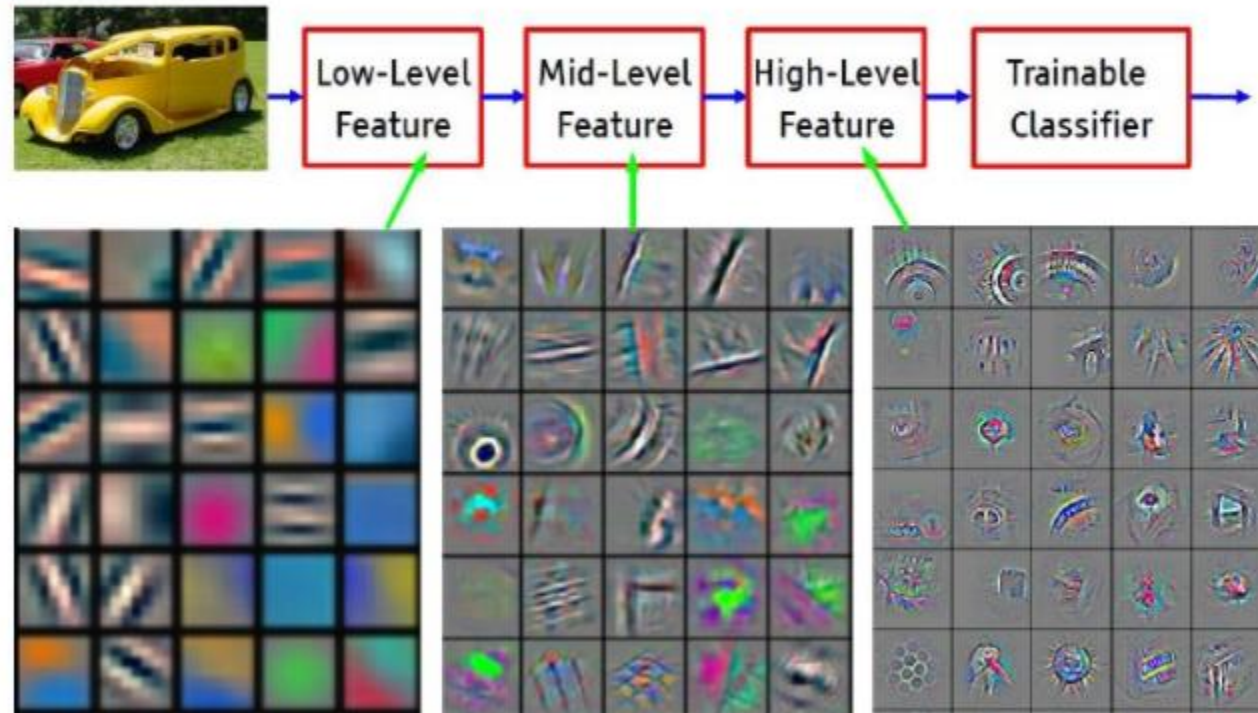 Low-Level
Feature
Mid-Level
Feature
High-Level
Feature
Trainable
Classifier